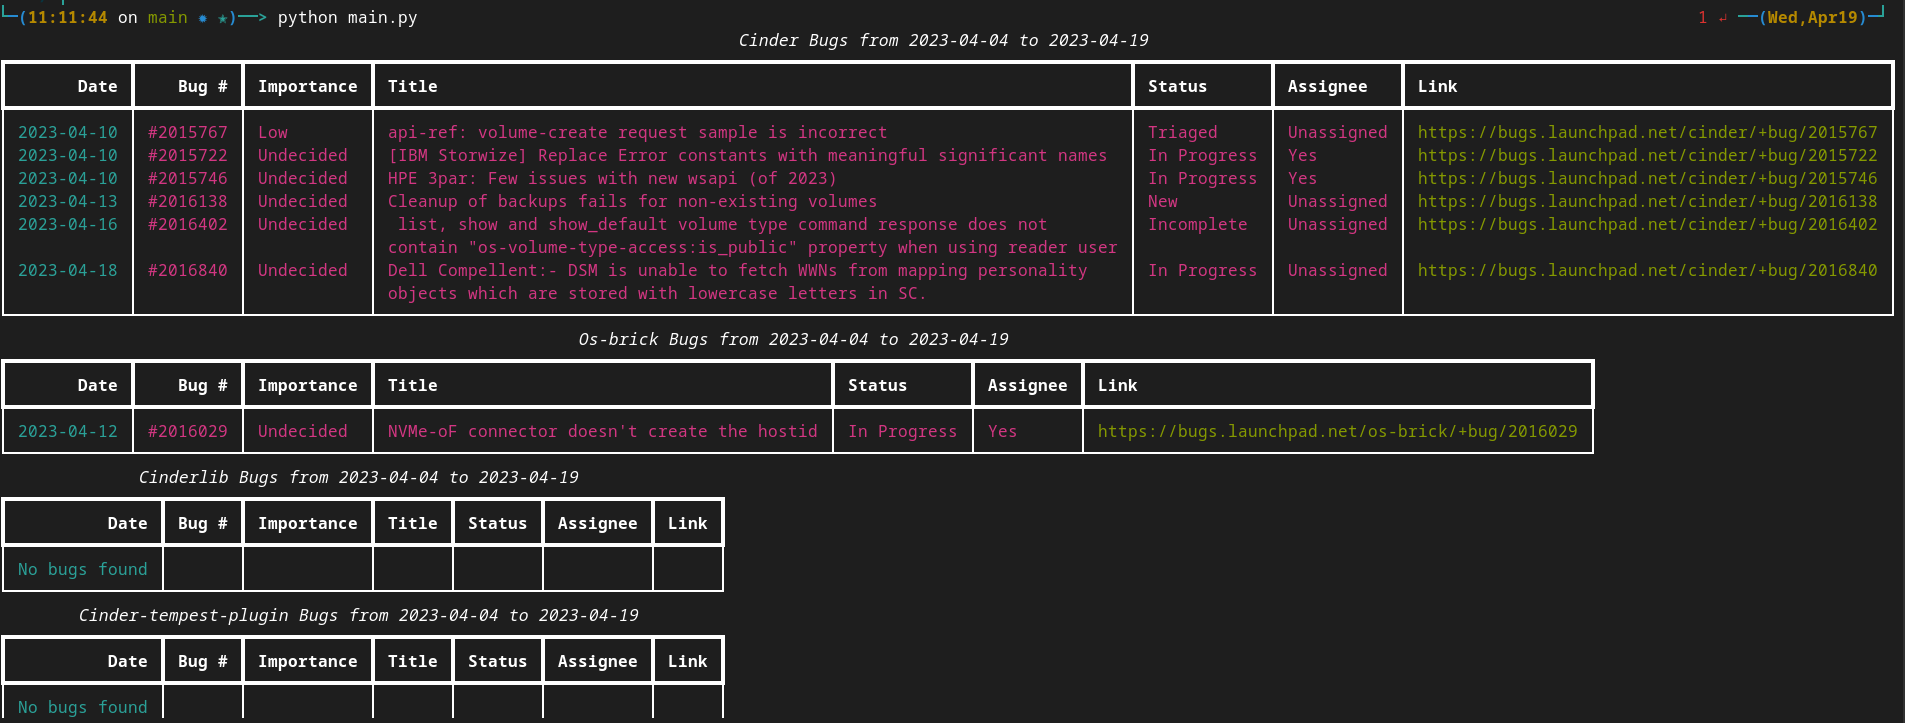 (11:11:44 on main ✹ ★)──> python main.py 1 ↵ ──(Wed,Apr19)─┘
Cinder Bugs from 2023-04-04 to 2023-04-19
Date Bug # Importance Title Status Assignee Link
2023-04-10 #2015767 Low api-ref: volume-create request sample is incorrect Triaged Unassigned https://bugs.launchpad.net/cinder/+bug/2015767
2023-04-10 #2015722 Undecided [IBM Storwize] Replace Error constants with meaningful significant names In Progress Yes https://bugs.launchpad.net/cinder/+bug/2015722
2023-04-10 #2015746 Undecided HPE 3par: Few issues with new wsapi (of 2023) In Progress Yes https://bugs.launchpad.net/cinder/+bug/2015746
2023-04-13 #2016138 Undecided Cleanup of backups fails for non-existing volumes New Unassigned https://bugs.launchpad.net/cinder/+bug/2016138
2023-04-16 #2016402 Undecided list, show and show_default volume type command response does not Incomplete Unassigned https://bugs.launchpad.net/cinder/+bug/2016402
contain "os-volume-type-access:is_public" property when using reader user
2023-04-18 #2016840 Undecided Dell Compellent:- DSM is unable to fetch WWNs from mapping personality In Progress Unassigned https://bugs.launchpad.net/cinder/+bug/2016840
objects which are stored with lowercase letters in SC.
Os-brick Bugs from 2023-04-04 to 2023-04-19
Date Bug # Importance Title Status Assignee Link
2023-04-12 #2016029 Undecided NVMe-oF connector doesn't create the hostid In Progress Yes https://bugs.launchpad.net/os-brick/+bug/2016029
Cinderlib Bugs from 2023-04-04 to 2023-04-19
Date Bug # Importance Title Status Assignee Link
No bugs found
Cinder-tempest-plugin Bugs from 2023-04-04 to 2023-04-19
Date Bug # Importance Title Status Assignee Link
No bugs found